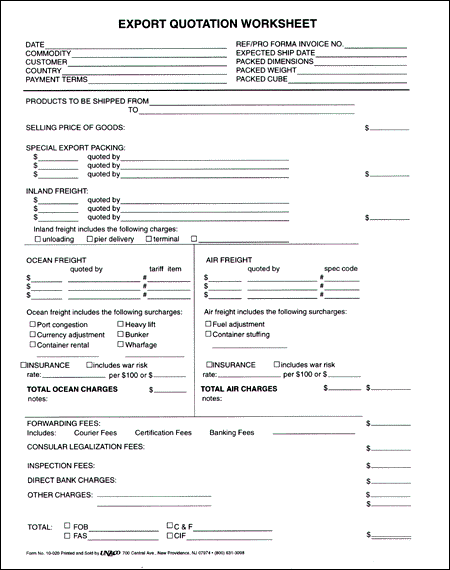 EXPORT QUOTATION WORKSHEET
DATE REF/PRO FORMA INVOICE NO.
COMMODITY EXPECTED SHIP DATE
CUSTOMER PACKED DIMENSIONS
COUNTRY PACKED WEIGHT
PAYMENT TERMS PACKED CUBE
PRODUCTS TO BE SHIPPED FROM
TO
SELLING PRICE OF GOODS: $
SPECIAL EXPORT PACKING:
$ quoted by
$ quoted by
$ quoted by $
INLAND FREIGHT:
$ quoted by
$ quoted by
$ quoted by $
Inland freight includes the following charges:
☐ unloading ☐ pier delivery ☐ terminal ☐
OCEAN FREIGHT AIR FREIGHT
quoted by tariff item quoted by spec code
$ # $ #
$ # $ #
$ # $ #
Ocean freight includes the following surcharges: Air freight includes the following surcharges:
☐ Port congestion ☐ Heavy lift ☐ Fuel adjustment
☐ Currency adjustment ☐ Bunker ☐ Container stuffing
☐ Container rental ☐ Wharfage
☐ INSURANCE ☐ includes war risk ☐ INSURANCE ☐ includes war risk
rate: per $100 or $ rate: per $100 or $
TOTAL OCEAN CHARGES $ TOTAL AIR CHARGES $ $
notes: notes:
FORWARDING FEES: $
Includes: Courier Fees Certification Fees Banking Fees
CONSULAR LEGALIZATION FEES: $
INSPECTION FEES: $
DIRECT BANK CHARGES: $
OTHER CHARGES: $
$
TOTAL: ☐ FOB ☐ C & F
☐ FAS ☐ CIF $
Form No. 10-020 Printed and Sold by UNZCO 700 Central Ave., New Providence, NJ 07974 • (800) 631-3098